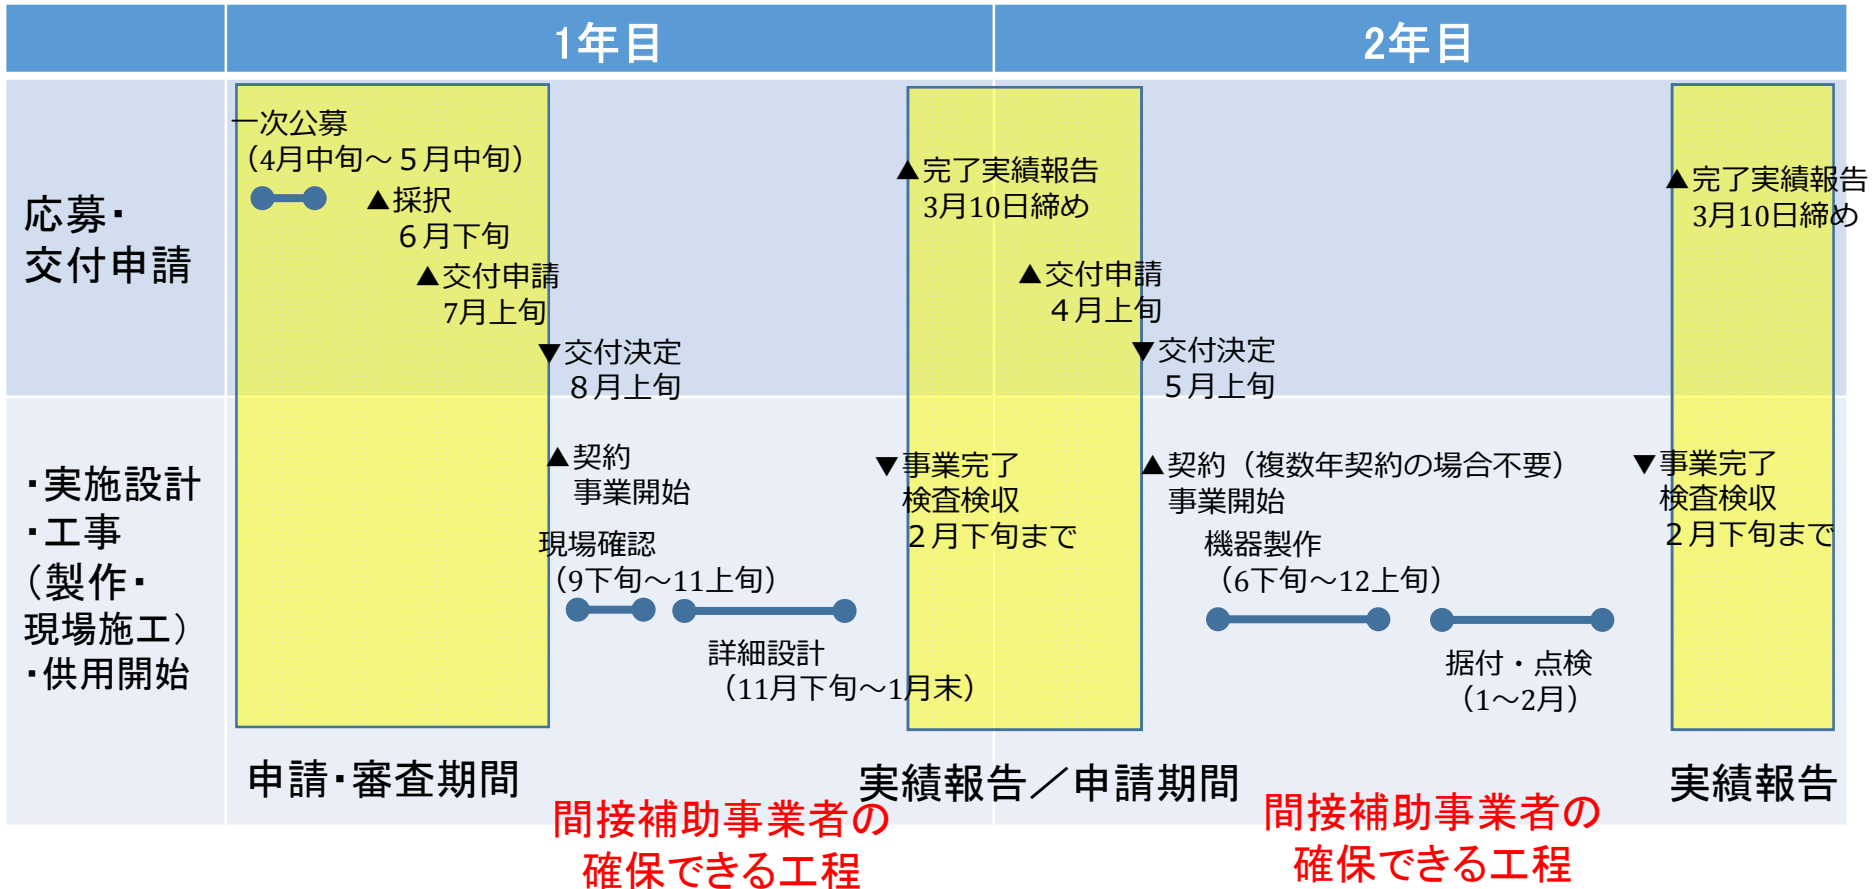 1年目
2年目
応募・
交付申請
一次公募
（4月中旬～５月中旬）
▲採択
６月下旬
▲交付申請
7月上旬
▼交付決定
８月上旬
▲完了実績報告
3月10日締め
▲交付申請
４月上旬
▼交付決定
５月上旬
▲完了実績報告
3月10日締め
・実施設計
・工事
（製作・
現場施工）
・供用開始
▲契約
事業開始
現場確認
（9下旬～11上旬）
詳細設計
（11月下旬～1月末）
▼事業完了
検査検収
２月下旬まで
▲契約（複数年契約の場合不要）
事業開始
機器製作
（6下旬～12上旬）
据付・点検
（1～2月）
▼事業完了
検査検収
２月下旬まで
申請・審査期間
実績報告／申請期間
実績報告
間接補助事業者の
確保できる工程
間接補助事業者の
確保できる工程